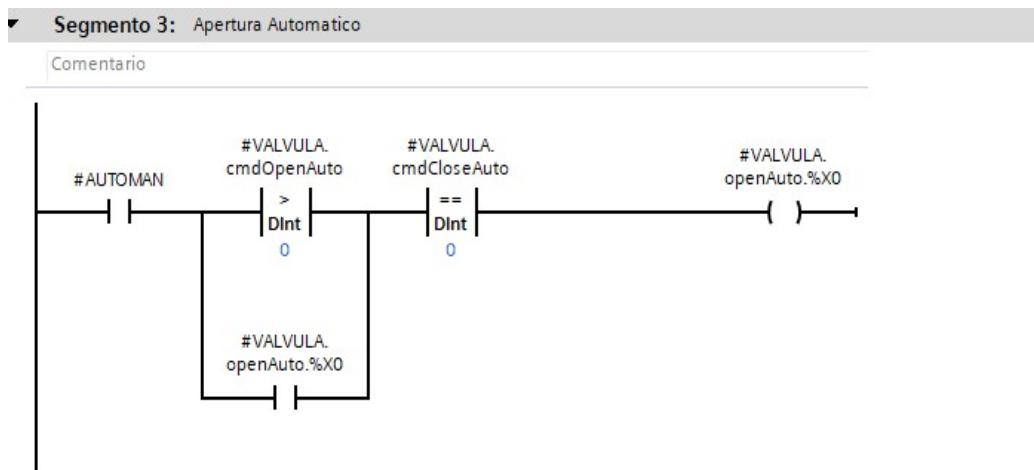 Segmento 3: Apertura Automatico
Comentario
#AUTOMAN
#VALVULA.
cmdOpenAuto
>
DInt
0
#VALVULA.
cmdCloseAuto
==
DInt
0
#VALVULA.
openAuto.%X0
#VALVULA.
openAuto.%X0